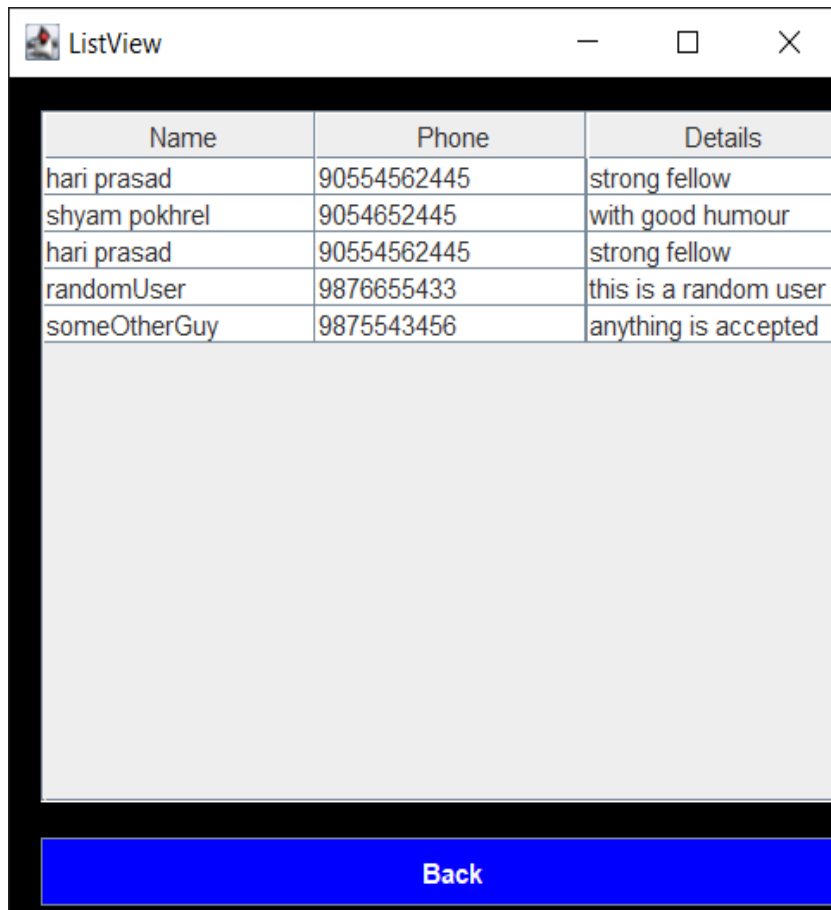 ListView
Name Phone Details
hari prasad 90554562445 strong fellow
shyam pokhrel 9054652445 with good humour
hari prasad 90554562445 strong fellow
randomUser 9876655433 this is a random user
someOtherGuy 9875543456 anything is accepted
Back